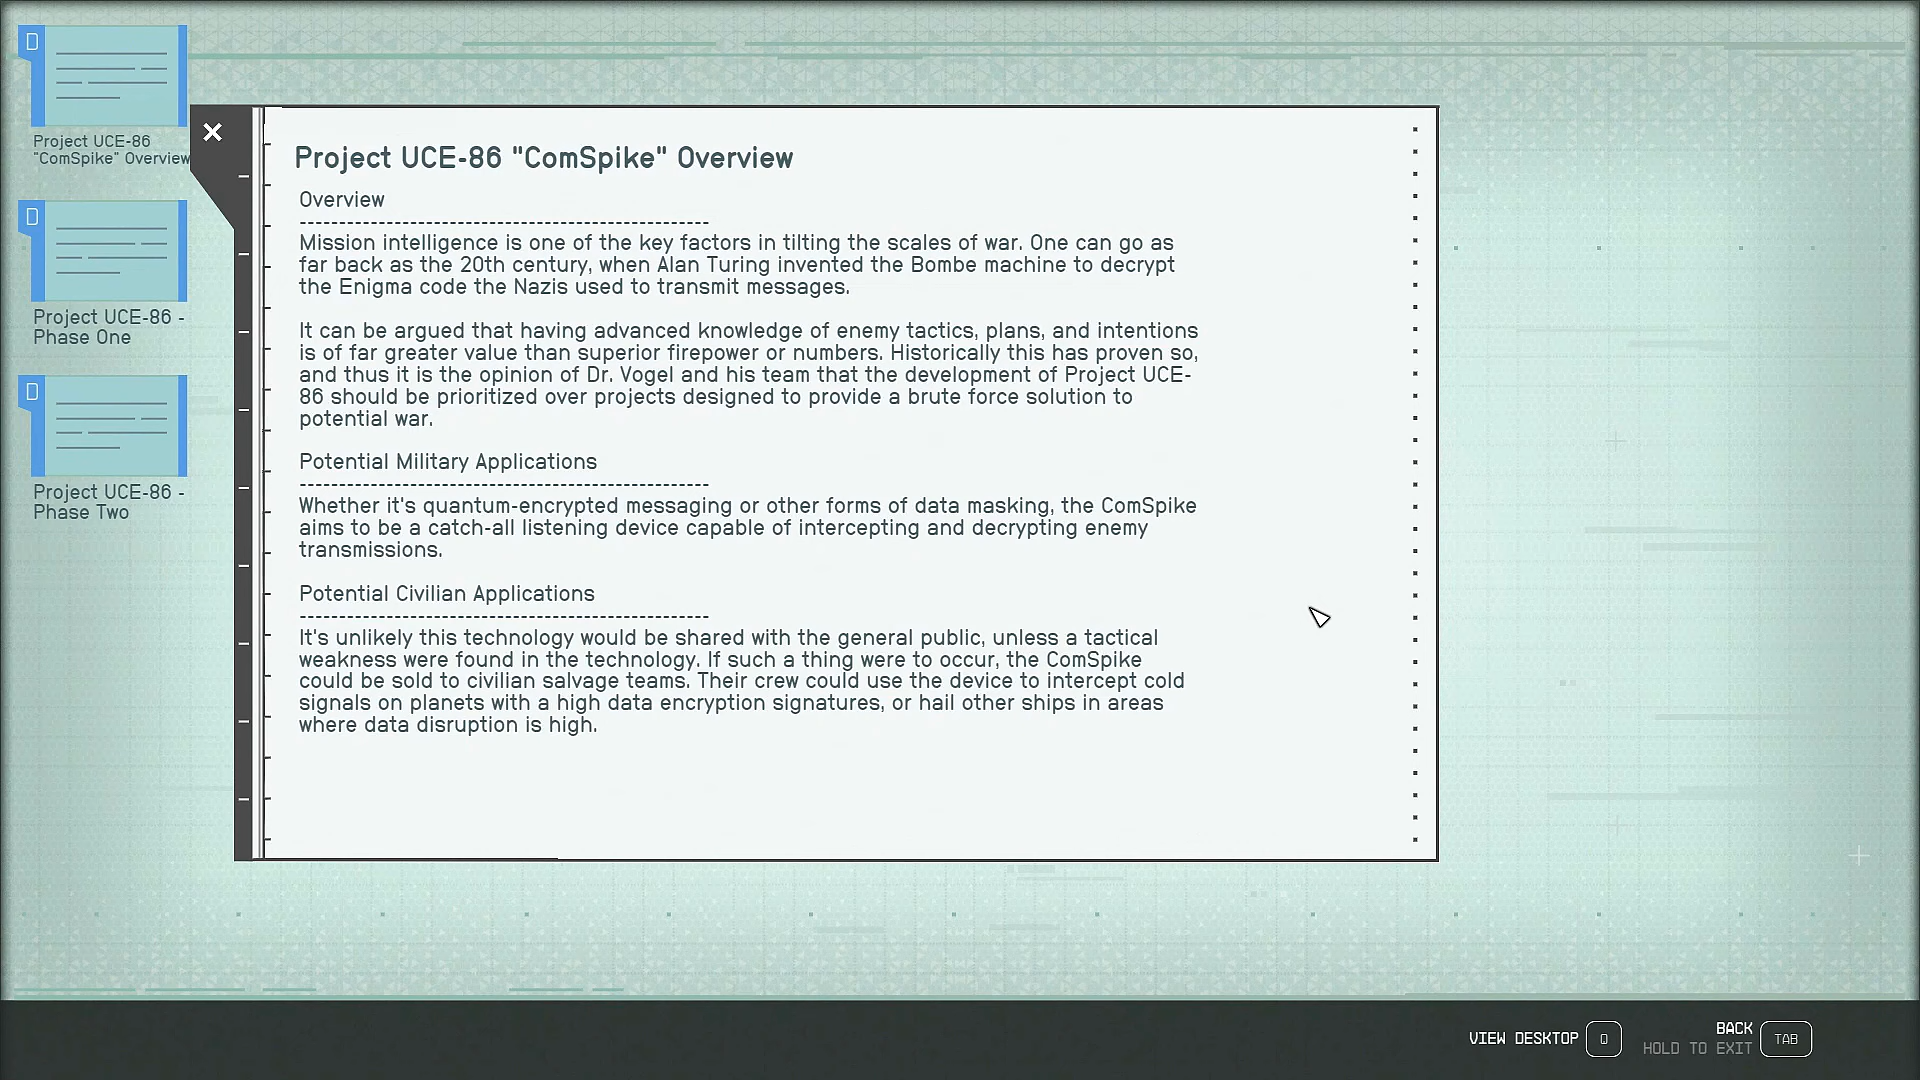 D
Project UCE-86
"ComSpike" Overview
D
Project UCE-86 -
Phase One
D
Project UCE-86 -
Phase Two
Project UCE-86 "ComSpike" Overview
Overview
---------------------------------------------------
Mission intelligence is one of the key factors in tilting the scales of war. One can go as
far back as the 20th century, when Alan Turing invented the Bombe machine to decrypt
the Enigma code the Nazis used to transmit messages.
It can be argued that having advanced knowledge of enemy tactics, plans, and intentions
is of far greater value than superior firepower or numbers. Historically this has proven so,
and thus it is the opinion of Dr. Vogel and his team that the development of Project UCE-
86 should be prioritized over projects designed to provide a brute force solution to
potential war.
Potential Military Applications
---------------------------------------------------
Whether it's quantum-encrypted messaging or other forms of data masking, the ComSpike
aims to be a catch-all listening device capable of intercepting and decrypting enemy
transmissions.
Potential Civilian Applications
---------------------------------------------------
It's unlikely this technology would be shared with the general public, unless a tactical
weakness were found in the technology. If such a thing were to occur, the ComSpike
could be sold to civilian salvage teams. Their crew could use the device to intercept cold
signals on planets with a high data encryption signatures, or hail other ships in areas
where data disruption is high.
VIEW DESKTOP Q
BACK
HOLD TO EXIT TAB